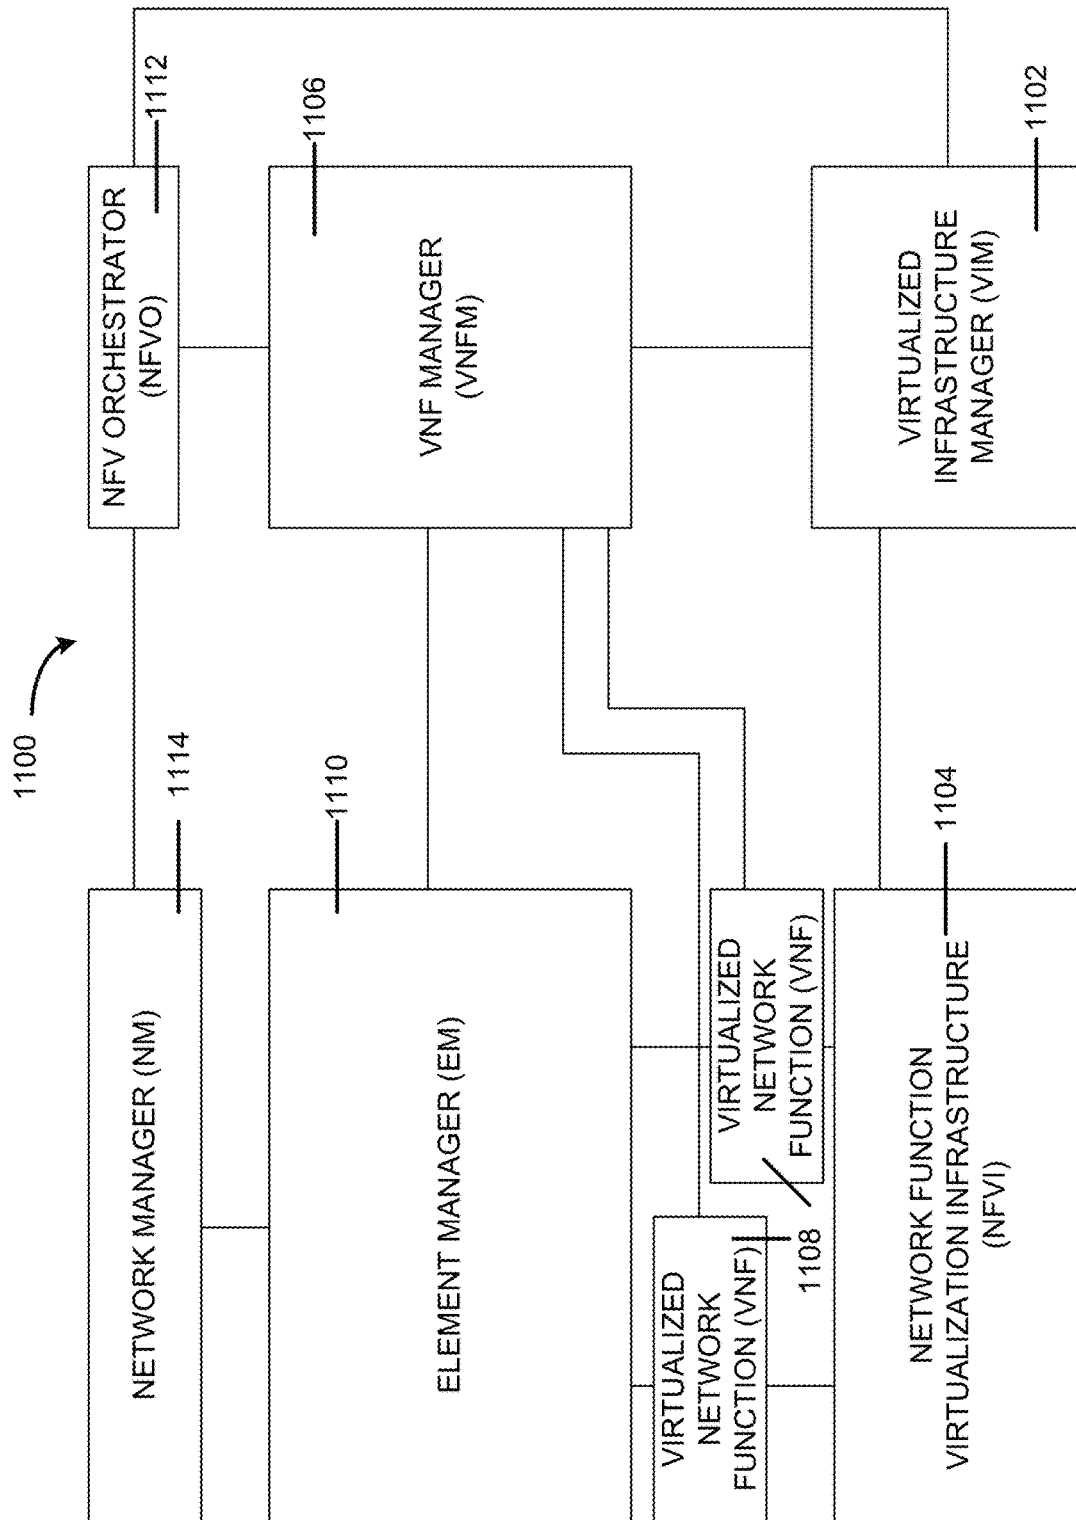 1100
NETWORK MANAGER (NM)
1114
NFV ORCHESTRATOR
(NFVO)
1112
ELEMENT MANAGER (EM)
1110
VNF MANAGER
(VNFM)
1106
VIRTUALIZED
NETWORK
FUNCTION (VNF)
VIRTUALIZED
NETWORK
FUNCTION (VNF)
1108
NETWORK FUNCTION
VIRTUALIZATION INFRASTRUCTURE
(NFVI)
1104
VIRTUALIZED
INFRASTRUCTURE
MANAGER (VIM)
1102